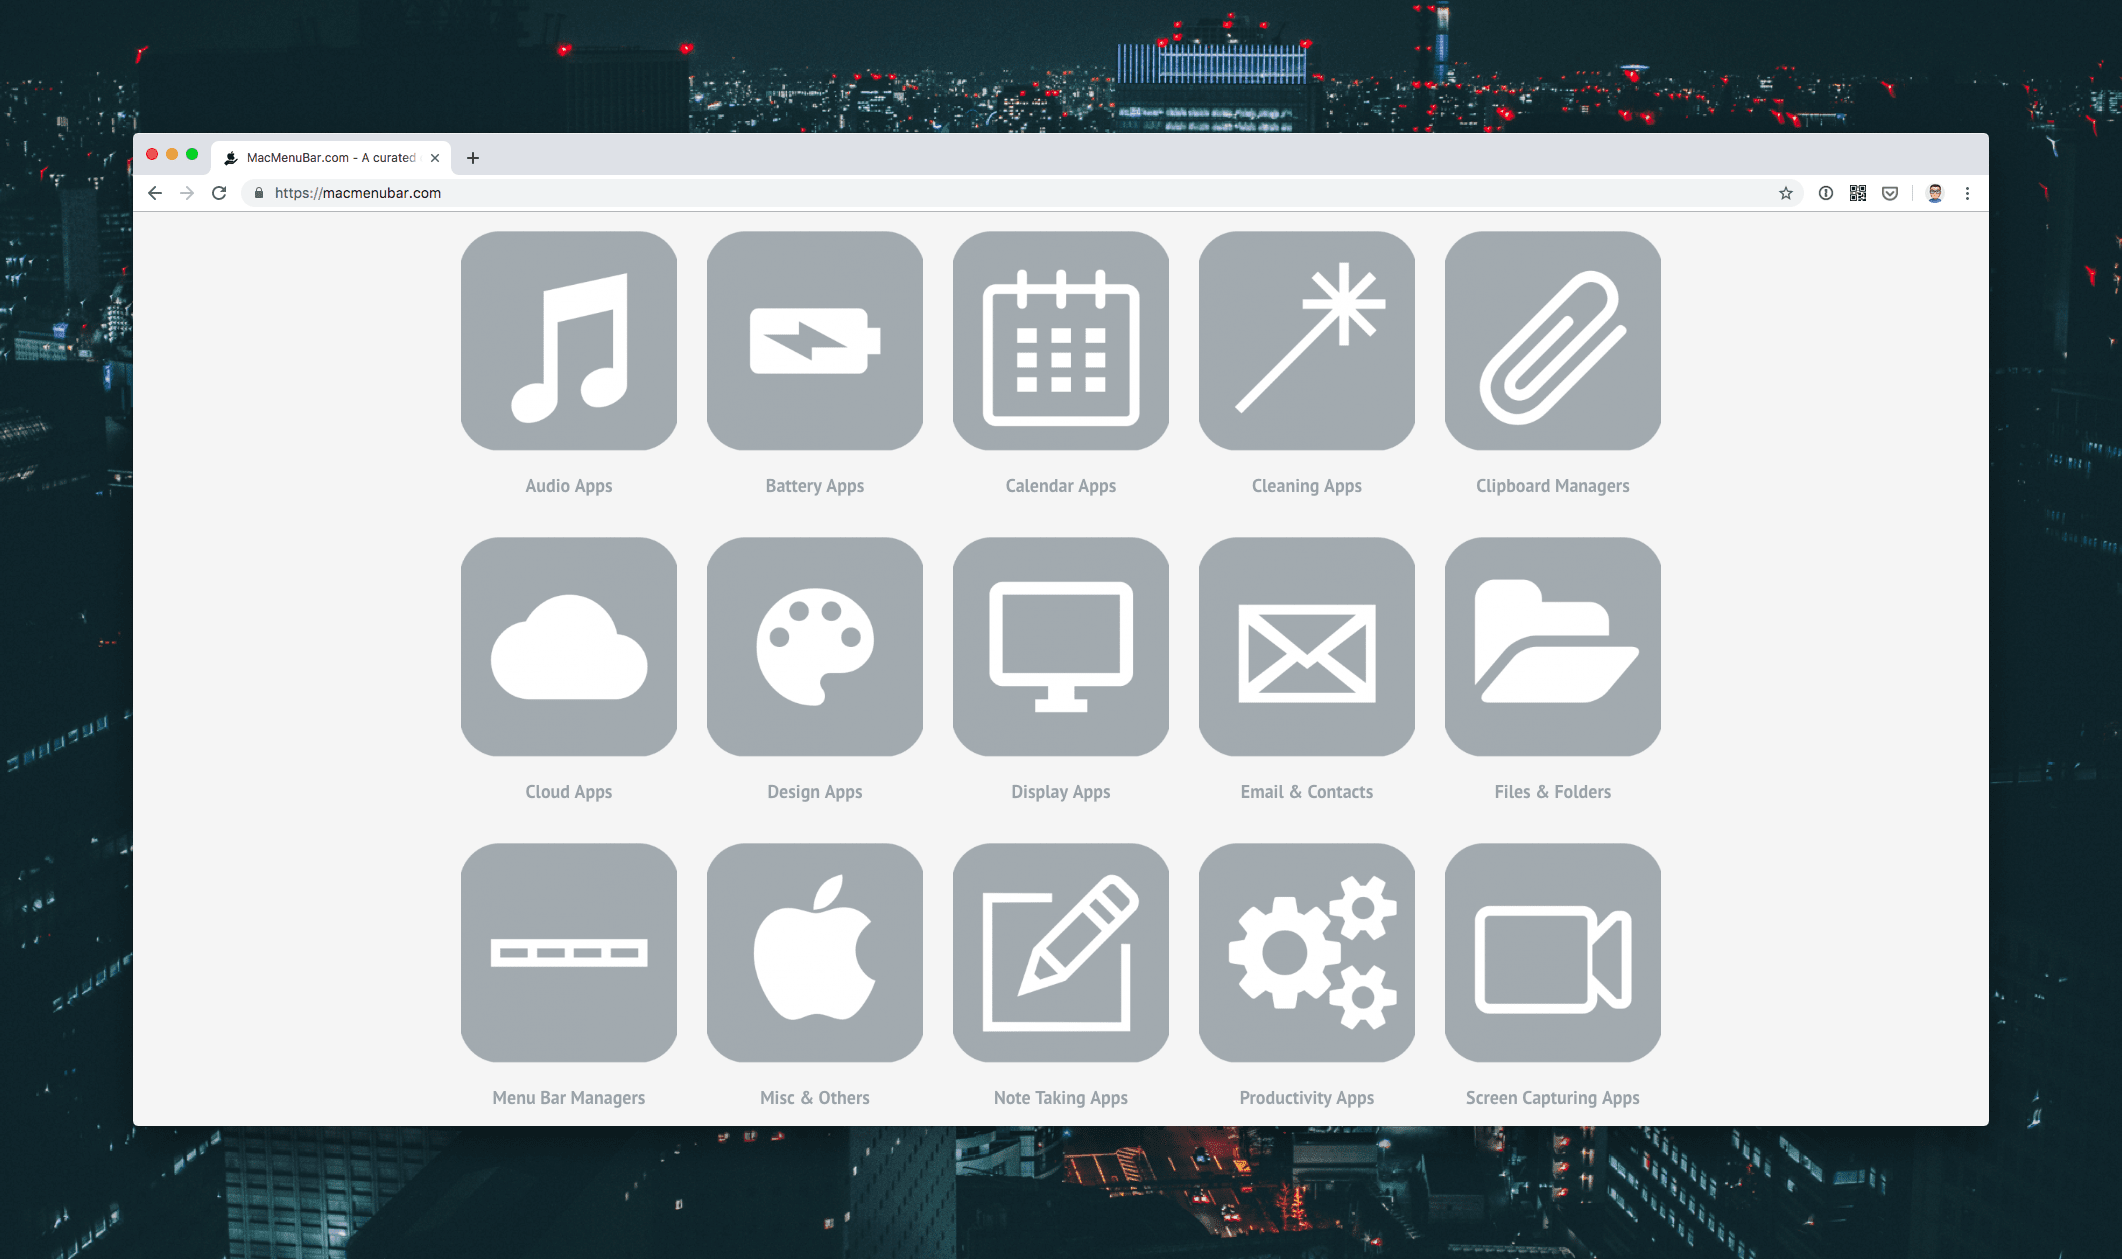 MacMenuBar.com - A curated
https://macmenubar.com
Audio Apps
Battery Apps
Calendar Apps
Cleaning Apps
Clipboard Managers
Cloud Apps
Design Apps
Display Apps
Email & Contacts
Files & Folders
Menu Bar Managers
Misc & Others
Note Taking Apps
Productivity Apps
Screen Capturing Apps